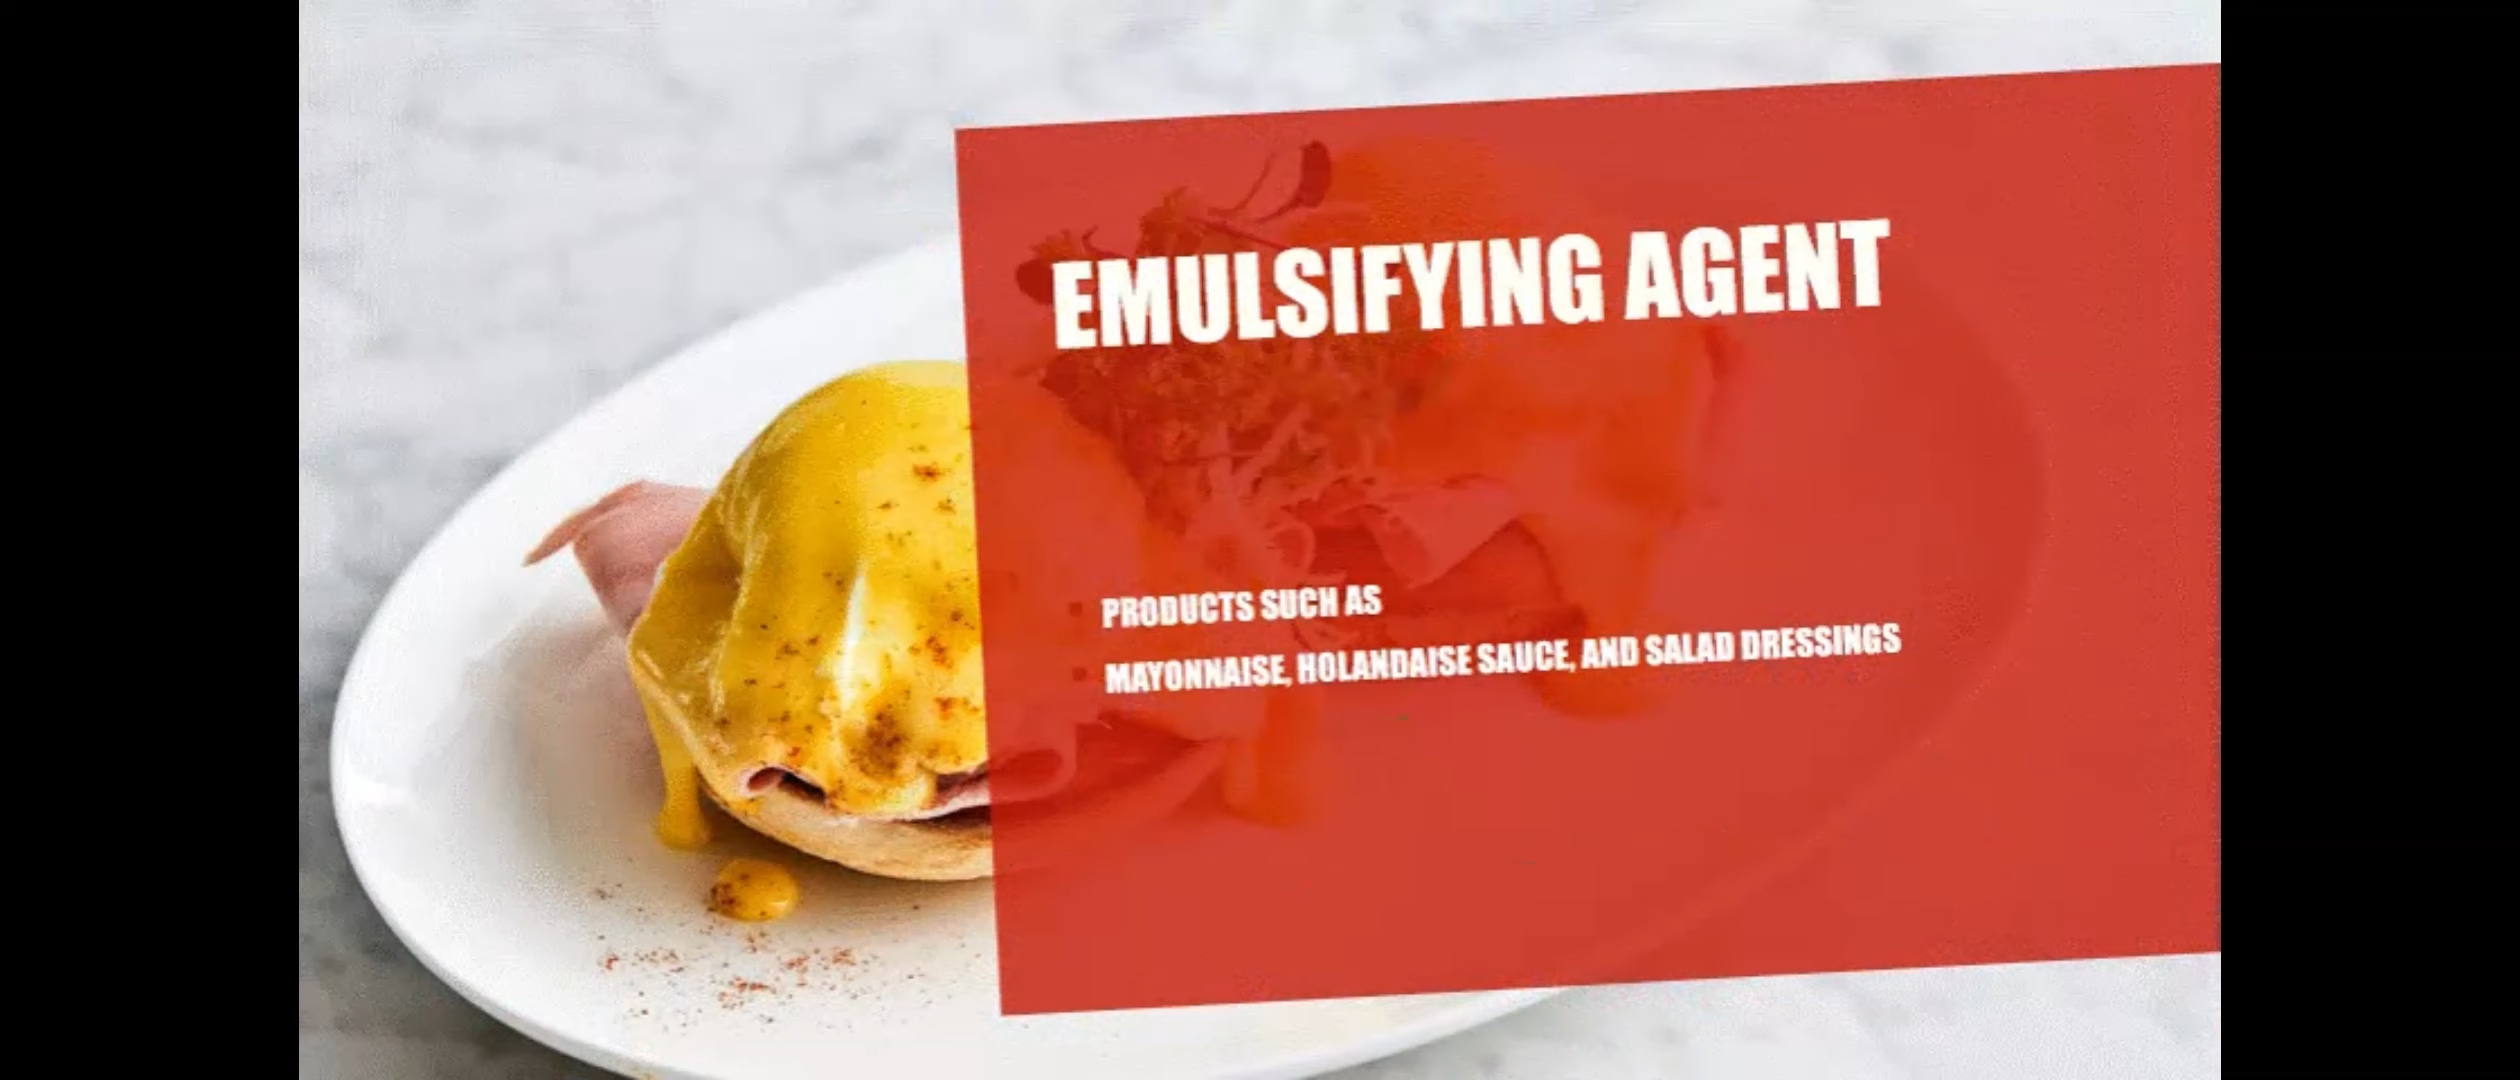 EMULSIFYING AGENT
PRODUCTS SUCH AS
MAYONNAISE, HOLANDAISE SAUCE, AND SALAD DRESSINGS